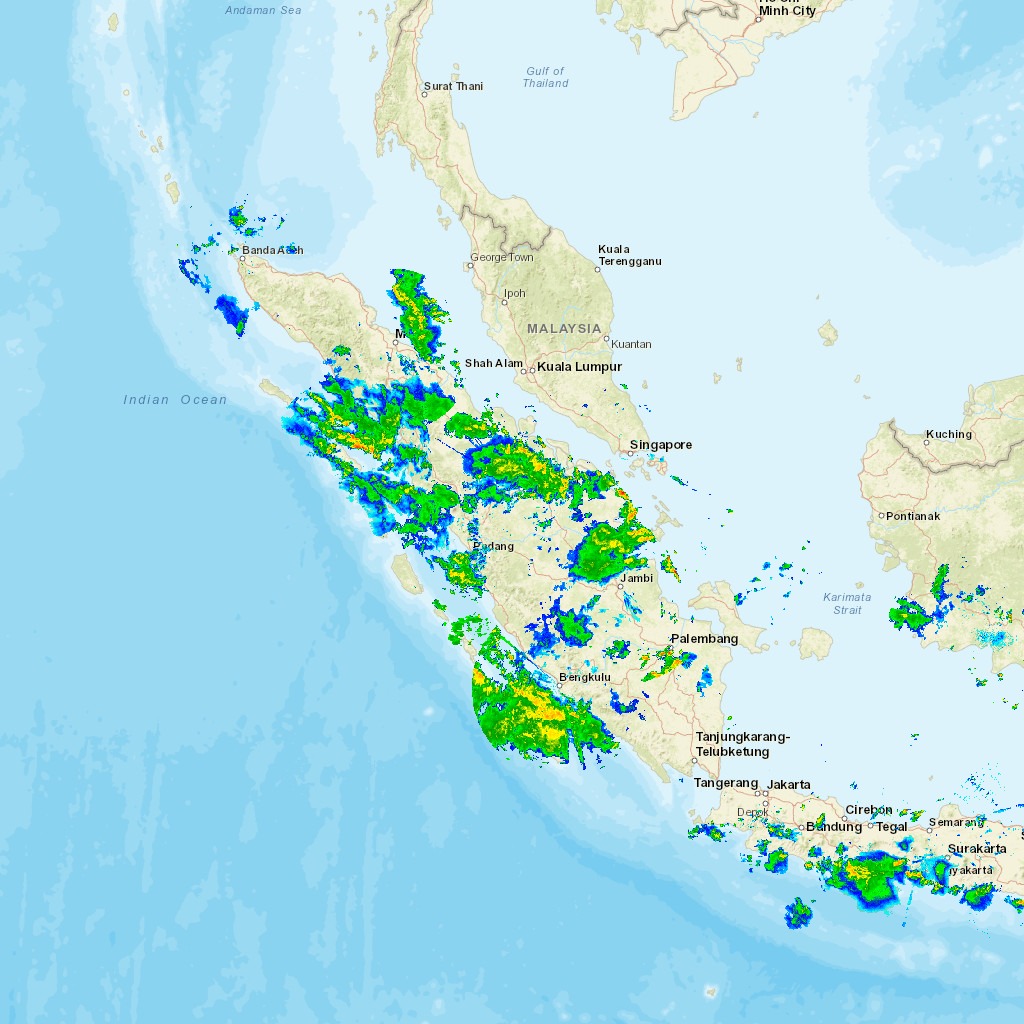 Andaman Sea
Minh City
Gulf of
Thailand
Surat Thani
Banda Aceh
George Town
Kuala
Terengganu
Ipoh
MALAYSIA
Kuantan
Shah Alam
Kuala Lumpur
Indian Ocean
Singapore
Kuching
Pontianak
Padang
Jambi
Karimata
Strait
Palembang
Bengkulu
Tanjungkarang-
Telubketung
Tangerang
Jakarta
Depok
Cirebon
Bandung
Tegal
Semarang
Surakarta
yakarta